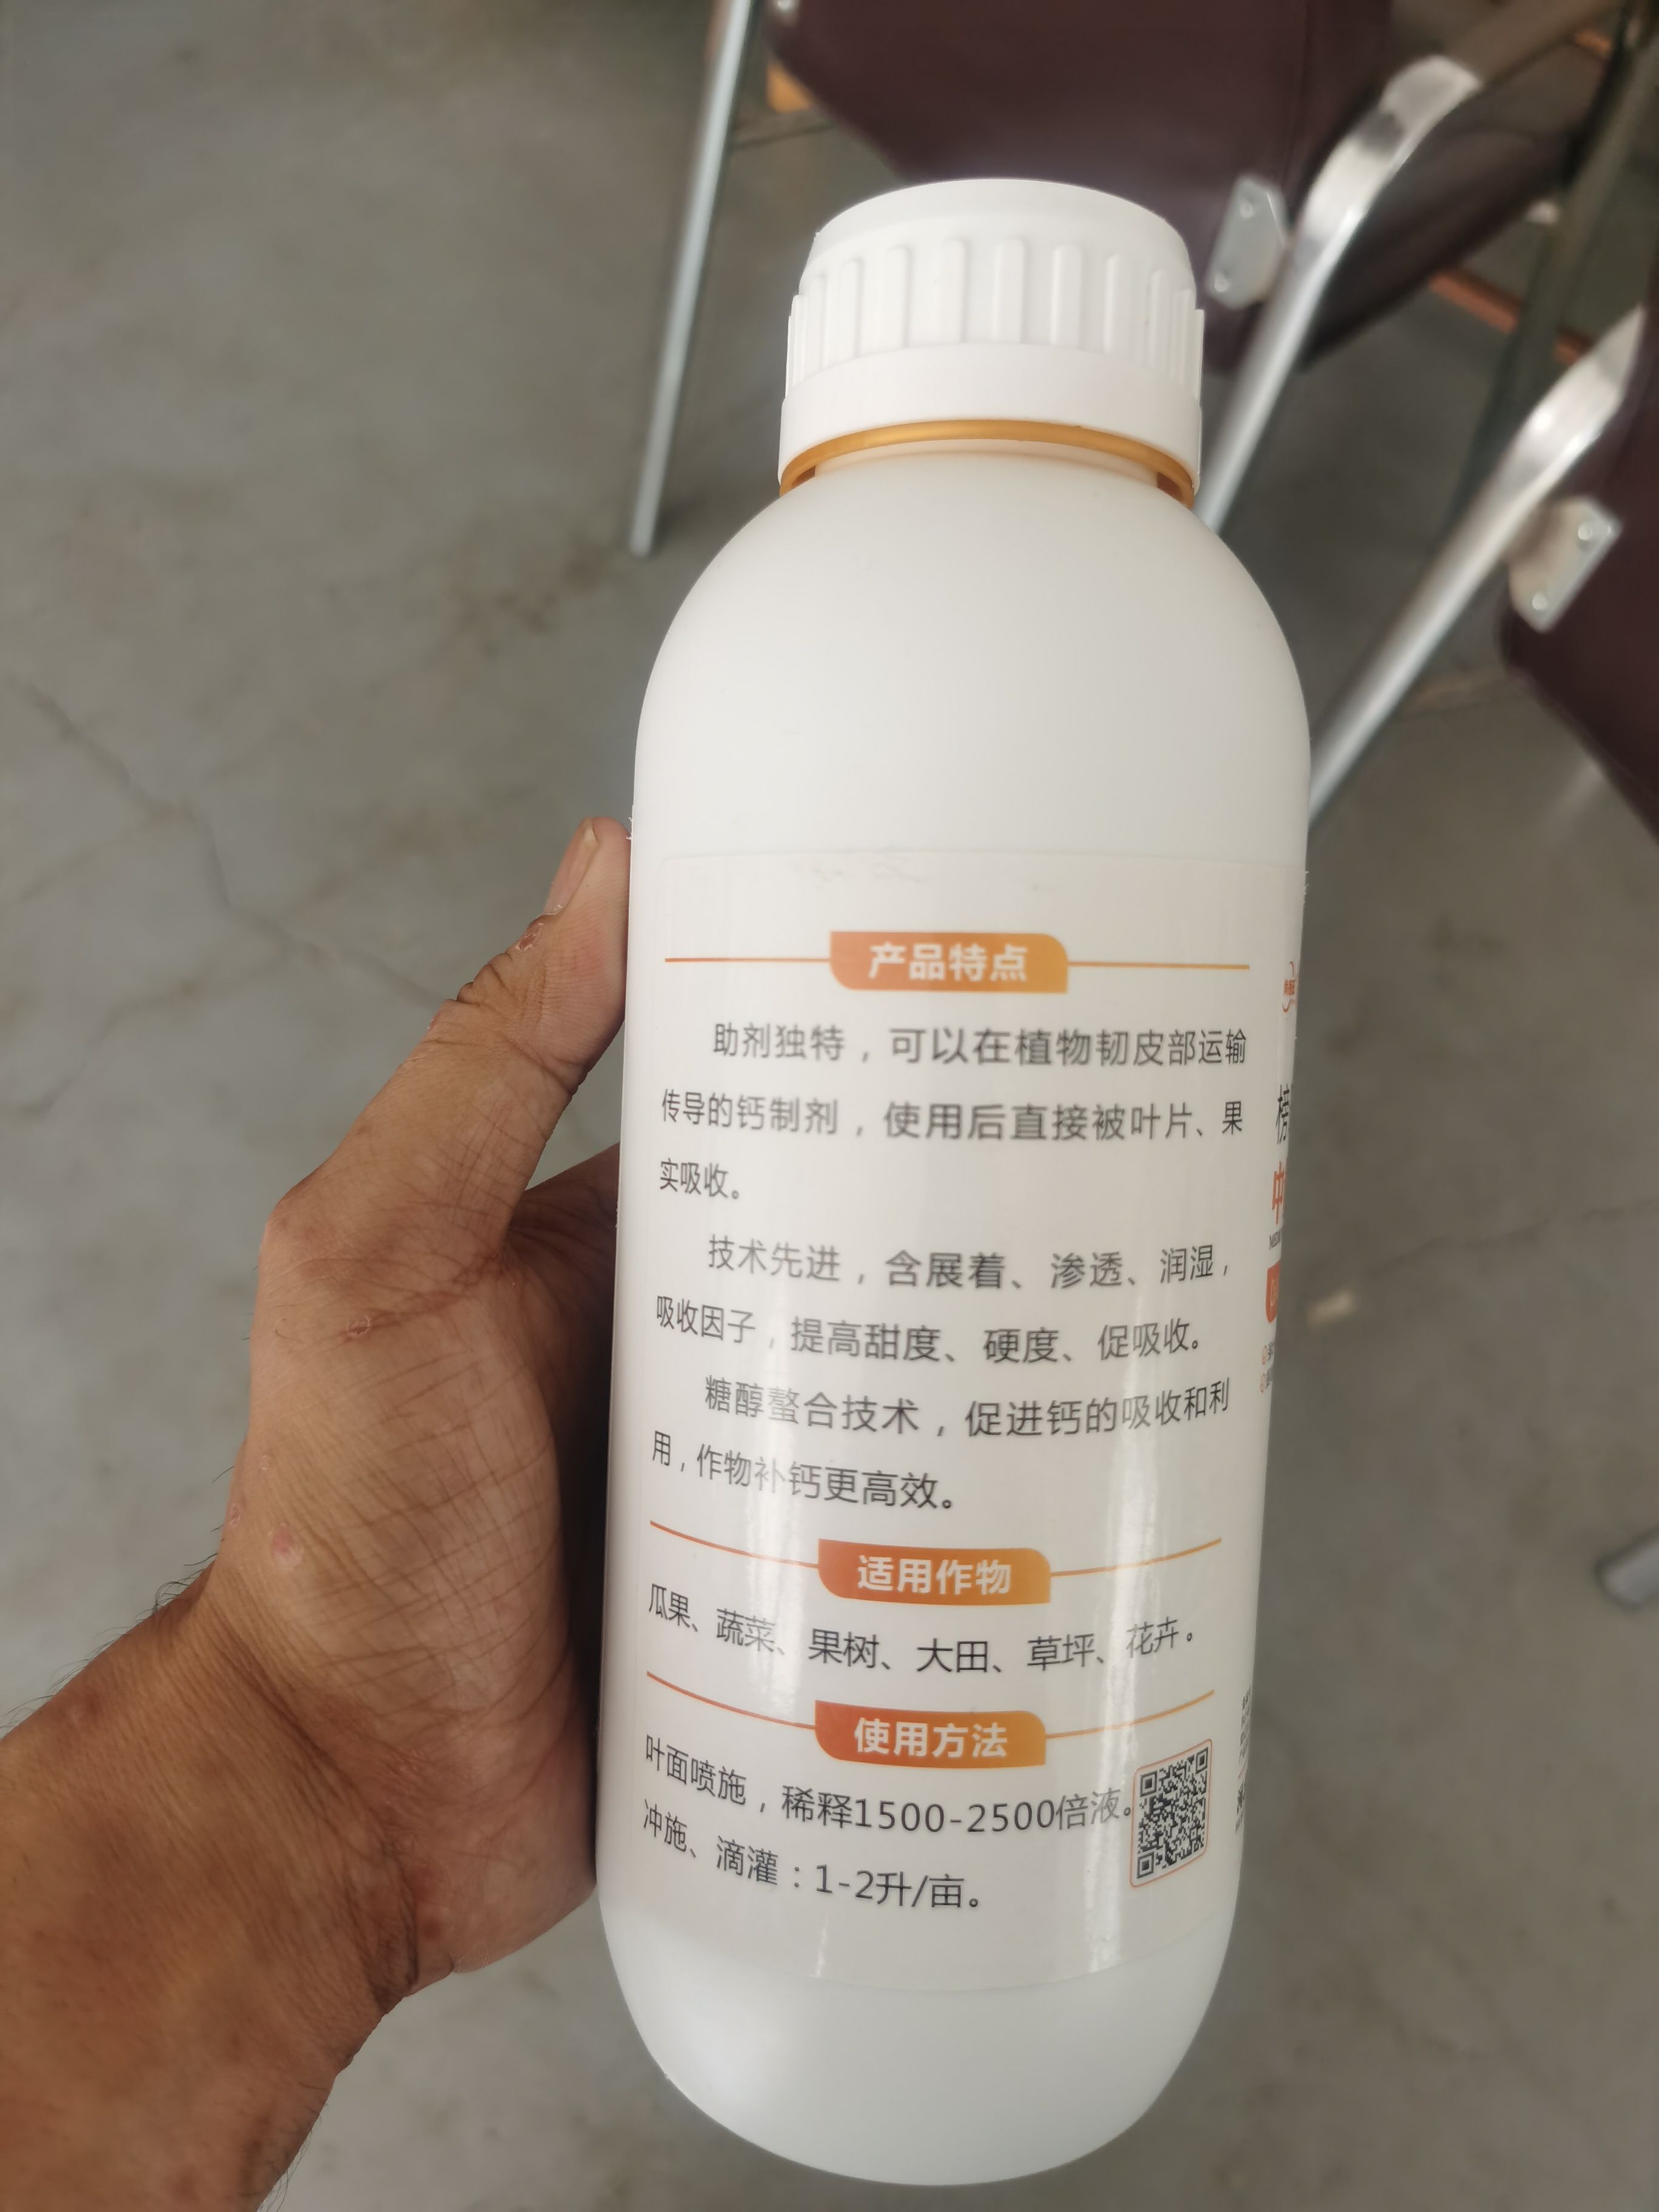 产品特点
助剂独特，可以在植物韧皮部运输
传导的钙制剂，使用后直接被叶片、果
实吸收。
技术先进，含展着、渗透、润湿，
吸收因子，提高甜度、硬度、促吸收。
糖醇螯合技术，促进钙的吸收和利
用，作物补钙更高效。
适用作物
瓜果、蔬菜、果树、大田、草坪、花卉。
使用方法
叶面喷施，稀释1500-2500倍液。
冲施、滴灌：1-2升/亩。
中